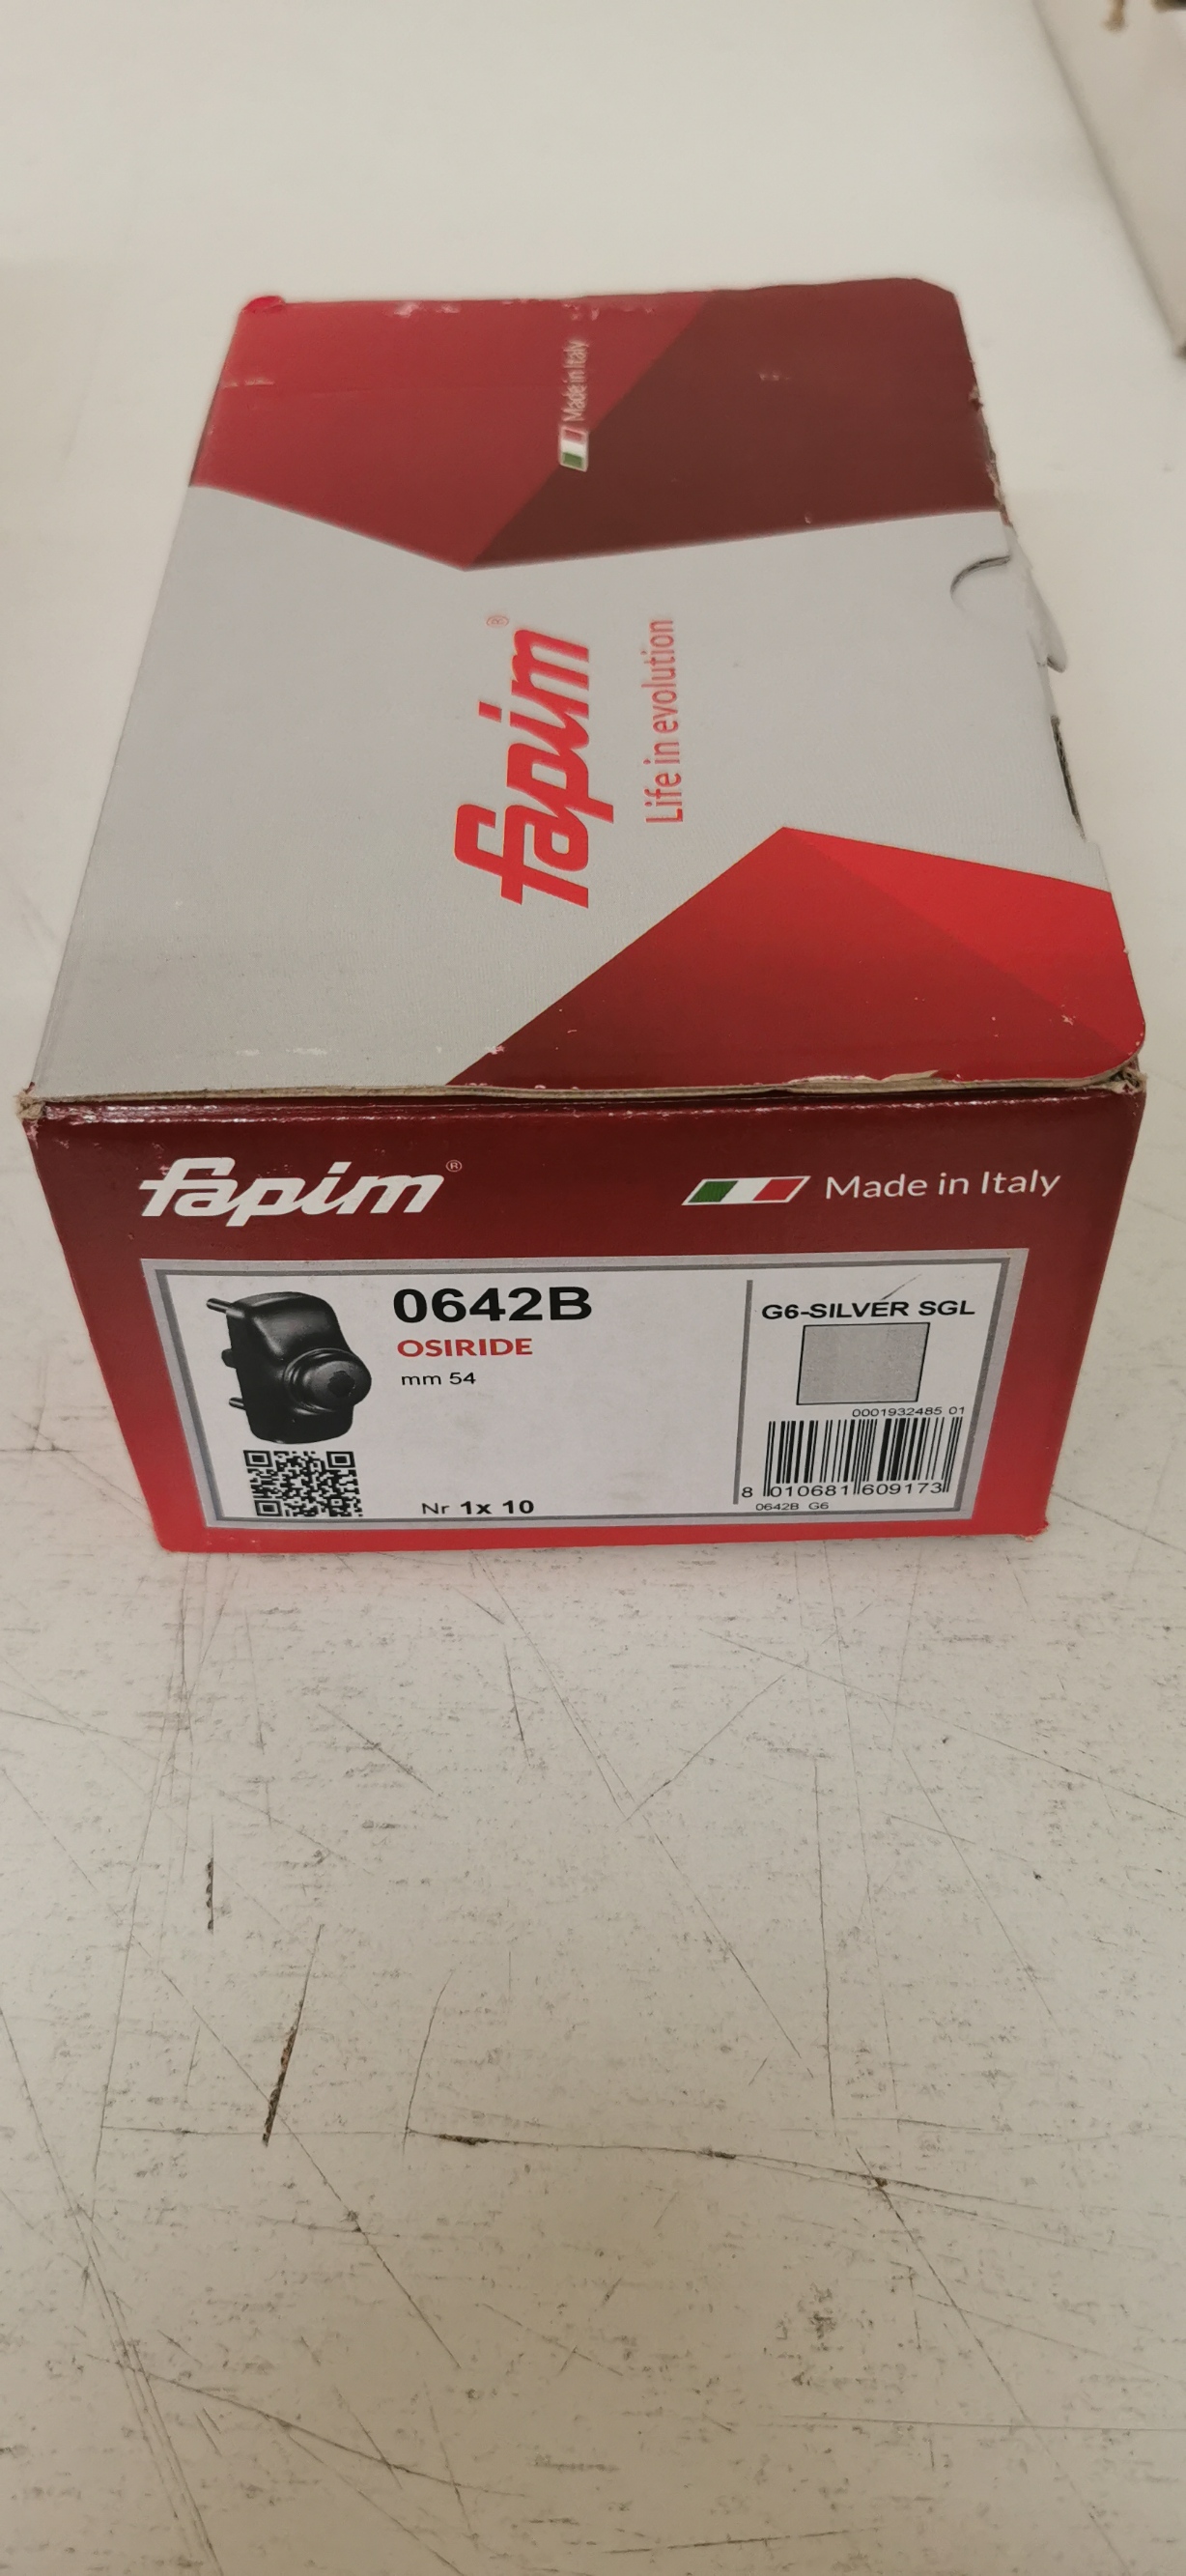 Made in Italy
fapim®
Life in evolution
fapim®
Made in Italy
0642B
OSIRIDE
mm 54
Nr 1x 10
G6-SILVER SGL
0001932485 01
8 010681 609173
0642B G6